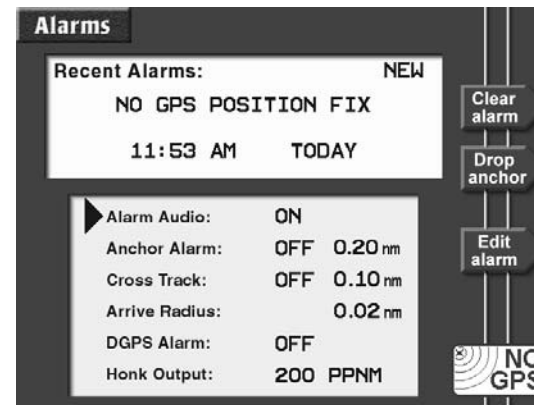 Alarms
Recent Alarms: NEW
NO GPS POSITION FIX
11:53 AM TODAY
Clear
alarm
Drop
anchor
Edit
alarm
Alarm Audio: ON
Anchor Alarm: OFF 0.20 nm
Cross Track: OFF 0.10 nm
Arrive Radius: 0.02 nm
DGPS Alarm: OFF
Honk Output: 200 PPNM
NO
GPS